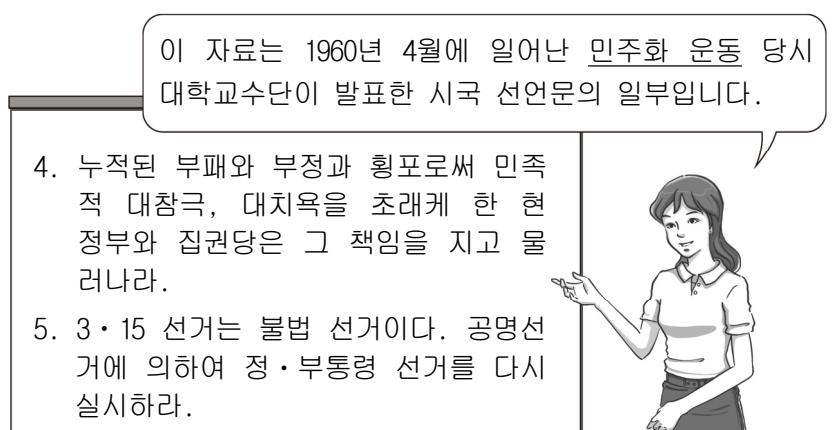 이 자료는 1960년 4월에 일어난 민주화 운동 당시
대학교수단이 발표한 시국 선언문의 일부입니다.
4. 누적된 부패와 부정과 횡포로써 민족
적 대참극, 대치욕을 초래케 한 현
정부와 집권당은 그 책임을 지고 물
러나라.
5. 3·15 선거는 불법 선거이다. 공명선
거에 의하여 정·부통령 선거를 다시
실시하라.